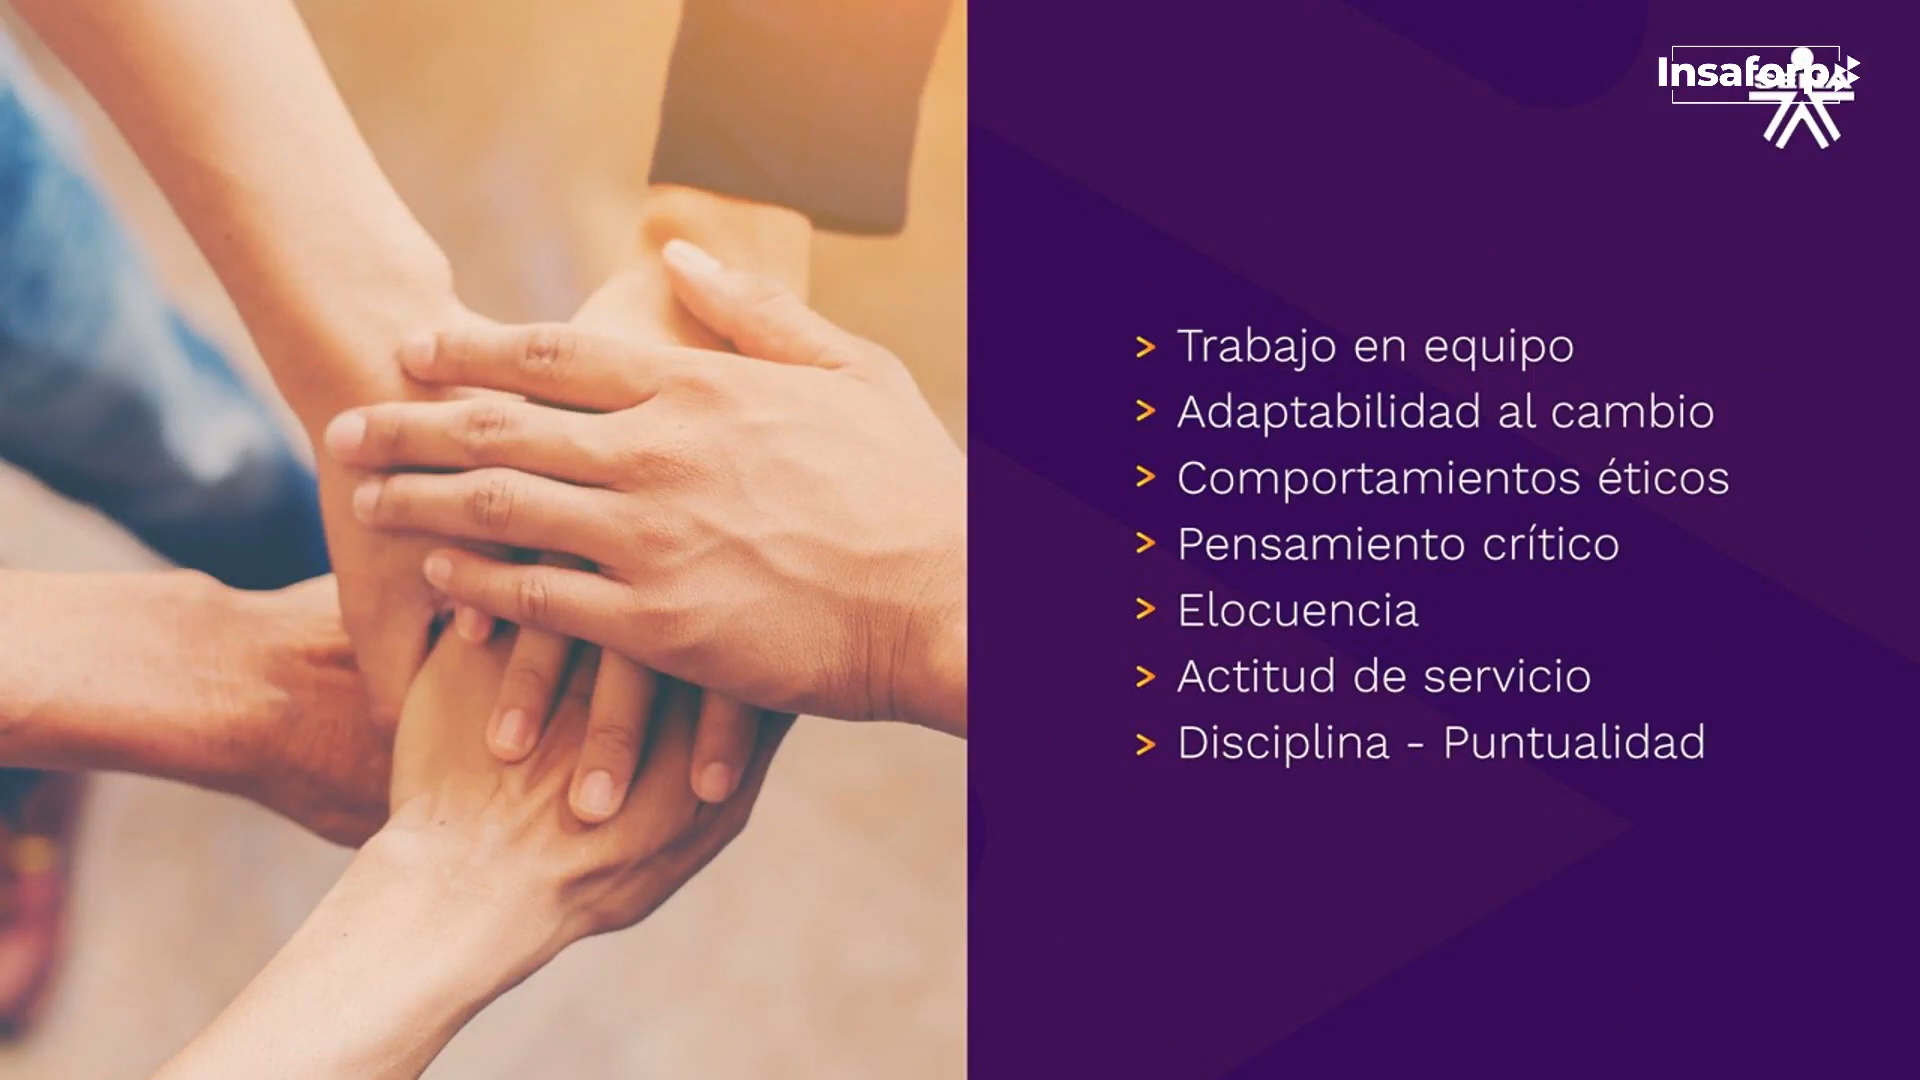 Insaforp
Trabajo en equipo
Adaptabilidad al cambio
Comportamientos éticos
Pensamiento crítico
Elocuencia
Actitud de servicio
Disciplina - Puntualidad